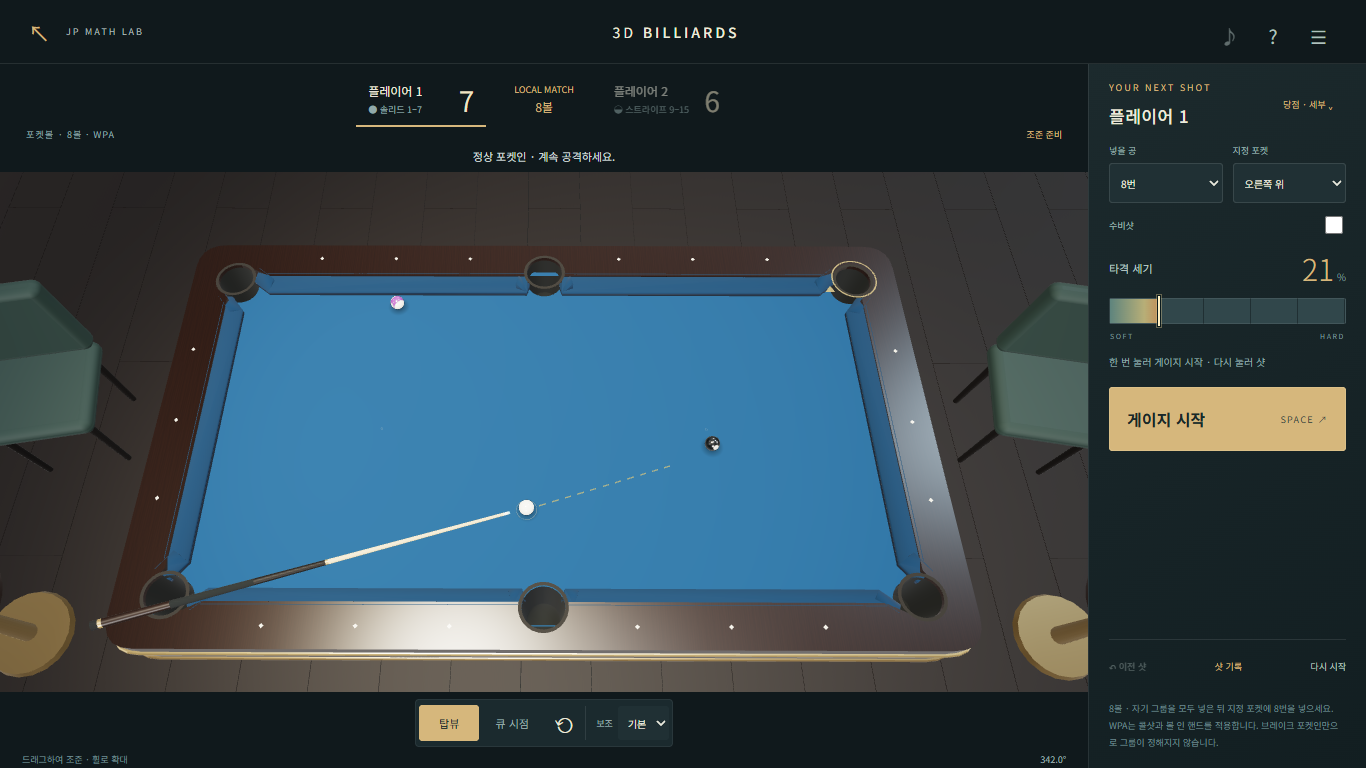 JP MATH LAB
3D BILLIARDS
?
플레이어 1
솔리드 1–7
7
LOCAL MATCH
8볼
플레이어 2
스트라이프 9–15
6
포켓볼 · 8볼 · WPA
조준 준비
정상 포켓인 · 계속 공격하세요.
YOUR NEXT SHOT
플레이어 1
당점 · 세부
넣을 공
지정 포켓
8번
오른쪽 위
수비샷
타격 세기
21%
SOFT
HARD
한 번 눌러 게이지 시작 · 다시 눌러 샷
게이지 시작
SPACE ↗
↶ 이전 샷
샷 기록
다시 시작
8볼 · 자기 그룹을 모두 넣은 뒤 지정 포켓에 8번을 넣으세요.
WPA는 콜샷과 볼 인 핸드를 적용합니다. 브레이크 포켓인만으
로 그룹이 정해지지 않습니다.
탑뷰
큐 시점
보조
기본
드래그하여 조준 · 휠로 확대
342.0°